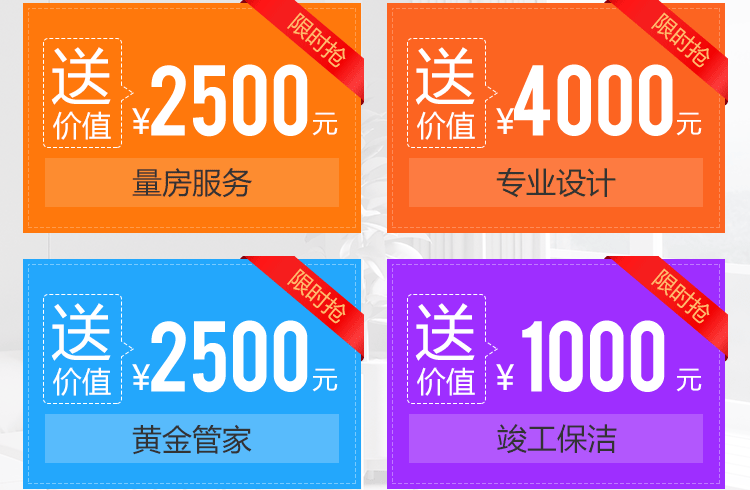 限时抢
送
价值
¥2500元
量房服务
限时抢
送
价值
¥4000元
专业设计
限时抢
送
价值
¥2500元
黄金管家
限时抢
送
价值
¥1000元
竣工保洁